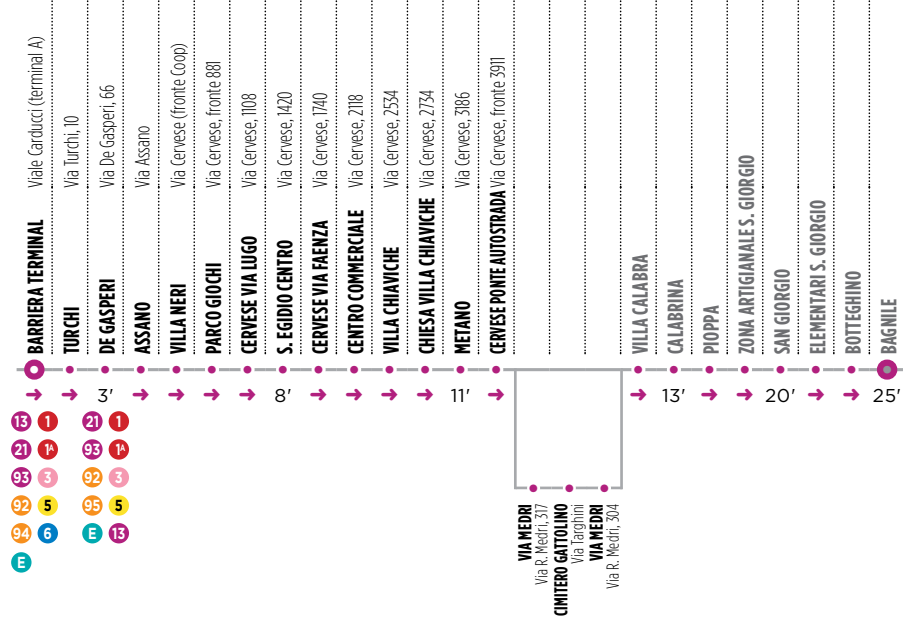 BARRIERA TERMINAL Viale Carducci (terminal A)
TURCHI Via Turchi, 10
DE GASPERI Via De Gasperi, 66
ASSANO Via Assano
VILLA NERI Via Cervese (fronte Coop)
PARCO GIOCHI Via Cervese, fronte 881
CERVESE VIA LUGO Via Cervese, 1108
S. EGIDIO CENTRO Via Cervese, 1420
CERVESE VIA FAENZA Via Cervese, 1740
CENTRO COMMERCIALE Via Cervese, 2118
VILLA CHIAVICHE Via Cervese, 2534
CHIESA VILLA CHIAVICHE Via Cervese, 2734
METANO Via Cervese, 3186
CERVESE PONTE AUTOSTRADA Via Cervese, fronte 3911
VILLA CALABRA
CALABRINA
PIOPPA
ZONA ARTIGIANALE S. GIORGIO
SAN GIORGIO
ELEMENTARI S. GIORGIO
BOTTEGHINO
BAGNILE
3' 8' 11' 13' 20' 25'
13 1 21 1
21 1A 93 1A
93 3 92 3
92 5 95 5
94 6 E 13
E
VIA MEDRI
Via R. Medri, 317
CIMITERO GATTOLINO
Via Targhini
VIA MEDRI
Via R. Medri, 304